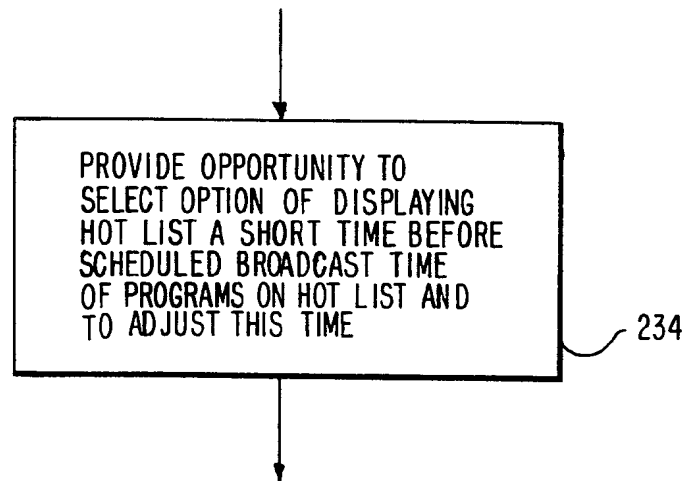 PROVIDE OPPORTUNITY TO
SELECT OPTION OF DISPLAYING
HOT LIST A SHORT TIME BEFORE
SCHEDULED BROADCAST TIME
OF PROGRAMS ON HOT LIST AND
TO ADJUST THIS TIME
234